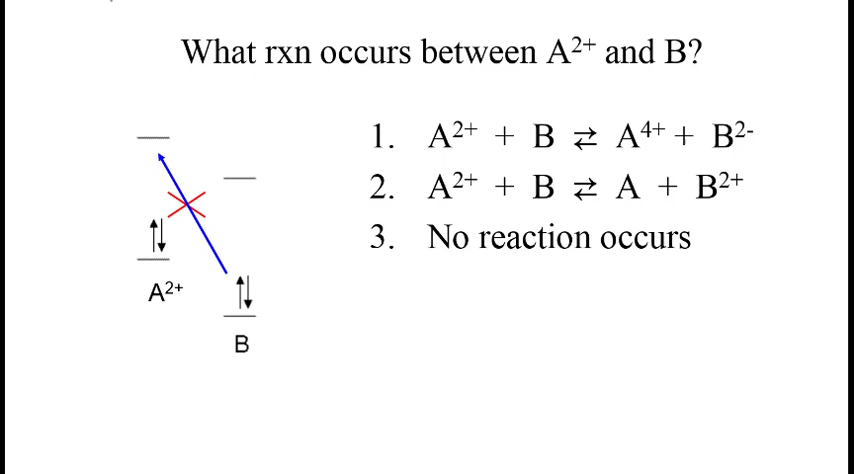 What rxn occurs between A²⁺ and B?
1. A²⁺ + B ⇄ A⁴⁺ + B²⁻
2. A²⁺ + B ⇄ A + B²⁺
3. No reaction occurs
A²⁺
B